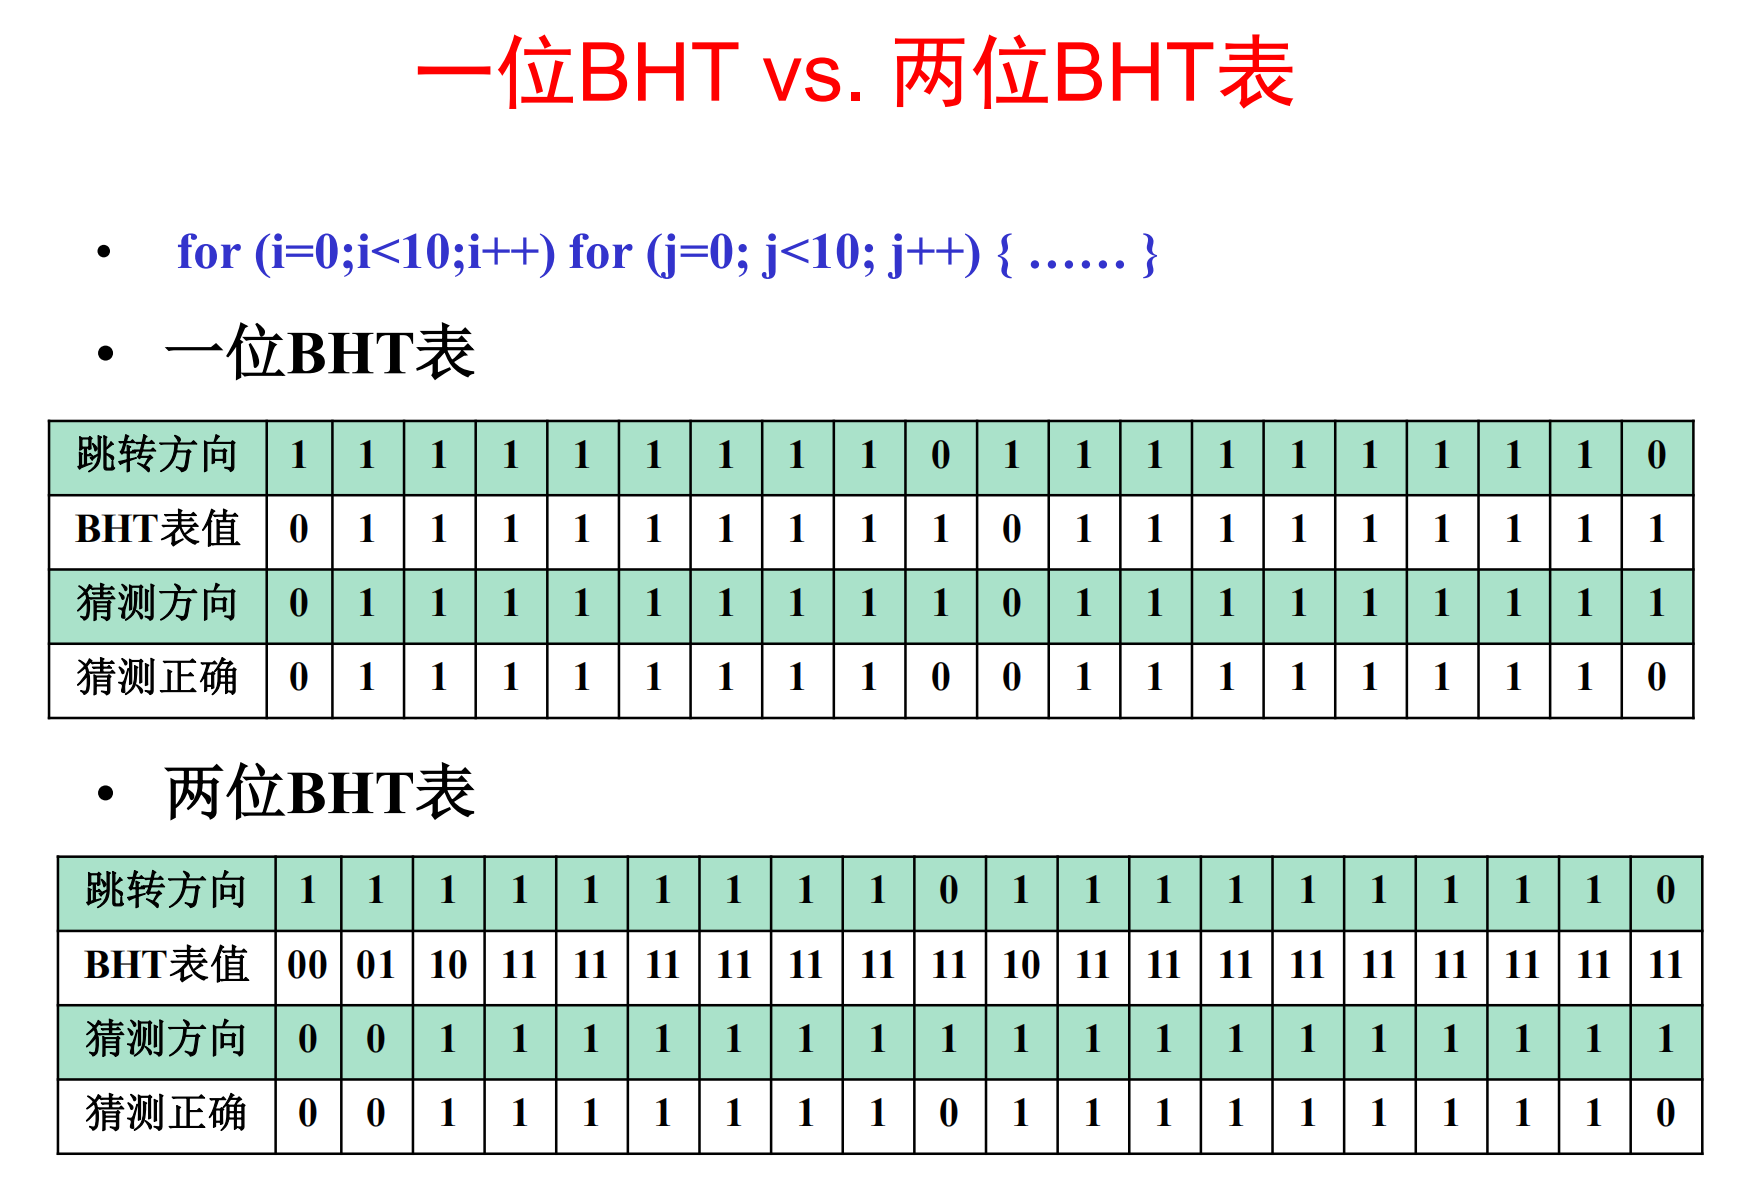 一位BHT vs. 两位BHT表
• for (i=0;i<10;i++) for (j=0; j<10; j++) { …… }
• 一位BHT表
跳转方向 1 1 1 1 1 1 1 1 1 0 1 1 1 1 1 1 1 1 1 0
BHT表值 0 1 1 1 1 1 1 1 1 1 0 1 1 1 1 1 1 1 1 1
猜测方向 0 1 1 1 1 1 1 1 1 1 0 1 1 1 1 1 1 1 1 1
猜测正确 0 1 1 1 1 1 1 1 1 0 0 1 1 1 1 1 1 1 1 0
• 两位BHT表
跳转方向 1 1 1 1 1 1 1 1 1 0 1 1 1 1 1 1 1 1 1 0
BHT表值 00 01 10 11 11 11 11 11 11 11 10 11 11 11 11 11 11 11 11 11
猜测方向 0 0 1 1 1 1 1 1 1 1 1 1 1 1 1 1 1 1 1 1
猜测正确 0 0 1 1 1 1 1 1 1 0 1 1 1 1 1 1 1 1 1 0